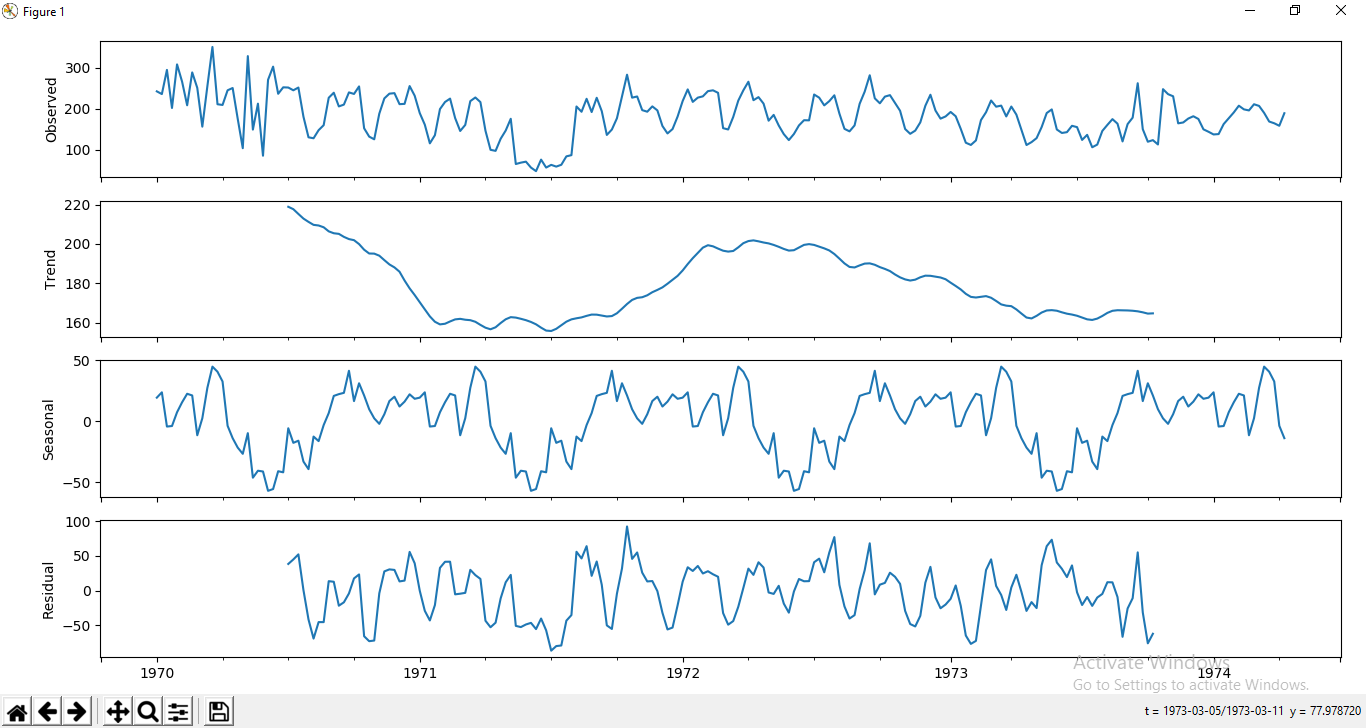 Figure 1
Observed
300
200
100
Trend
220
200
180
160
Seasonal
50
0
−50
Residual
100
50
0
−50
1970 1971 1972 1973 1974
Activate Windows
Go to Settings to activate Windows.
t = 1973-03-05/1973-03-11 y = 77.978720